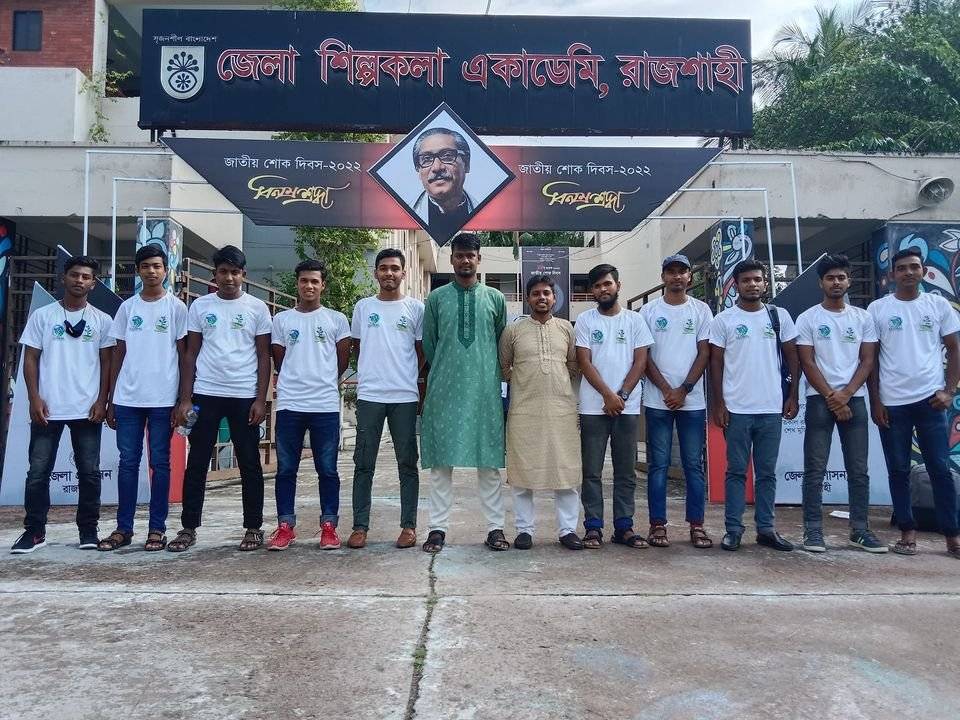 সৃজনশীল বাংলাদেশ
জেলা শিল্পকলা একাডেমি, রাজশাহী
জাতীয় শোক দিবস-২০২২
বিনম্র শ্রদ্ধা
জাতীয় শোক দিবস-২০২২
বিনম্র শ্রদ্ধা